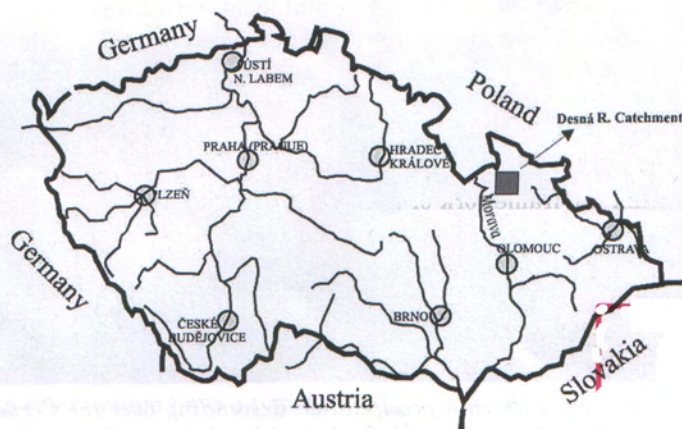 Germany
ÚSTÍ
N. LABEM
Poland
Desná R. Catchment
PRAHA (PRAGUE)
HRADEC
KRÁLOVÉ
PLZEŇ
Morava
Germany
OLOMOUC
OSTRAVA
ČESKÉ
BUDĚJOVICE
BRNO
Slovakia
Austria